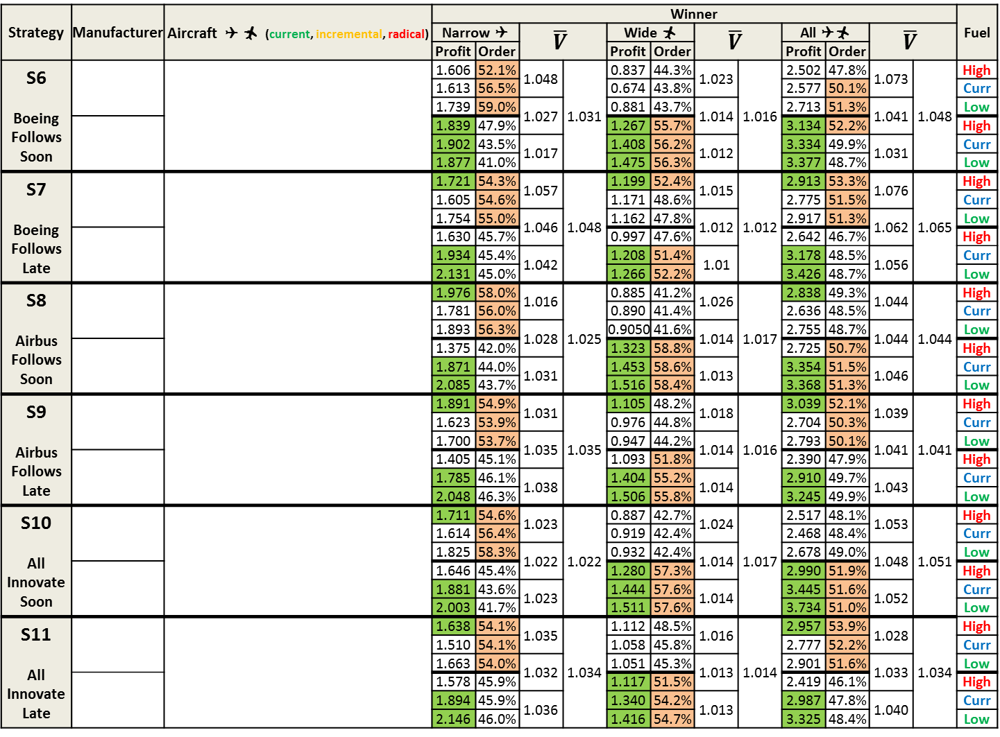 Winner
Strategy Manufacturer Aircraft (current, incremental, radical) Narrow V Wide V All V Fuel
Profit Order Profit Order Profit Order
S6
Boeing
Follows
Soon
1.606 52.1% 0.837 44.3% 2.502 47.8% High
1.048 1.023 1.073
1.613 56.5% 0.674 43.8% 2.577 50.1% Curr
1.739 59.0% 0.881 43.7% 2.713 51.3% Low
1.027 1.031 1.014 1.016 1.041 1.048
1.839 47.9% 1.267 55.7% 3.134 52.2% High
1.902 43.5% 1.408 56.2% 3.334 49.9% Curr
1.017 1.012 1.031
1.877 41.0% 1.475 56.3% 3.377 48.7% Low
S7
Boeing
Follows
Late
1.721 54.3% 1.199 52.4% 2.913 53.3% High
1.057 1.015 1.076
1.605 54.6% 1.171 48.6% 2.775 51.5% Curr
1.754 55.0% 1.162 47.8% 2.917 51.3% Low
1.046 1.048 1.012 1.012 1.062 1.065
1.630 45.7% 0.997 47.6% 2.642 46.7% High
1.934 45.4% 1.208 51.4% 3.178 48.5% Curr
1.042 1.01 1.056
2.131 45.0% 1.266 52.2% 3.426 48.7% Low
S8
Airbus
Follows
Soon
1.976 58.0% 0.885 41.2% 2.838 49.3% High
1.016 1.026 1.044
1.781 56.0% 0.890 41.4% 2.636 48.5% Curr
1.893 56.3% 0.9050 41.6% 2.755 48.7% Low
1.028 1.025 1.014 1.017 1.044 1.044
1.375 42.0% 1.323 58.8% 2.725 50.7% High
1.871 44.0% 1.453 58.6% 3.354 51.5% Curr
1.031 1.013 1.046
2.085 43.7% 1.516 58.4% 3.368 51.3% Low
S9
Airbus
Follows
Late
1.891 54.9% 1.105 48.2% 3.039 52.1% High
1.031 1.018 1.039
1.623 53.9% 0.976 44.8% 2.704 50.3% Curr
1.700 53.7% 0.947 44.2% 2.793 50.1% Low
1.035 1.035 1.014 1.016 1.041 1.041
1.405 45.1% 1.093 51.8% 2.390 47.9% High
1.785 46.1% 1.404 55.2% 2.910 49.7% Curr
1.038 1.014 1.043
2.048 46.3% 1.506 55.8% 3.245 49.9% Low
S10
All
Innovate
Soon
1.711 54.6% 0.887 42.7% 2.517 48.1% High
1.023 1.024 1.053
1.614 56.4% 0.919 42.4% 2.468 48.4% Curr
1.825 58.3% 0.932 42.4% 2.678 49.0% Low
1.022 1.022 1.014 1.017 1.048 1.051
1.646 45.4% 1.280 57.3% 2.990 51.9% High
1.881 43.6% 1.444 57.6% 3.445 51.6% Curr
1.023 1.014 1.052
2.003 41.7% 1.511 57.6% 3.734 51.0% Low
S11
All
Innovate
Late
1.638 54.1% 1.112 48.5% 2.957 53.9% High
1.035 1.016 1.028
1.510 54.1% 1.058 45.8% 2.777 52.2% Curr
1.663 54.0% 1.051 45.3% 2.901 51.6% Low
1.032 1.034 1.013 1.014 1.033 1.034
1.578 45.9% 1.117 51.5% 2.419 46.1% High
1.894 45.9% 1.340 54.2% 2.987 47.8% Curr
1.036 1.013 1.040
2.146 46.0% 1.416 54.7% 3.325 48.4% Low